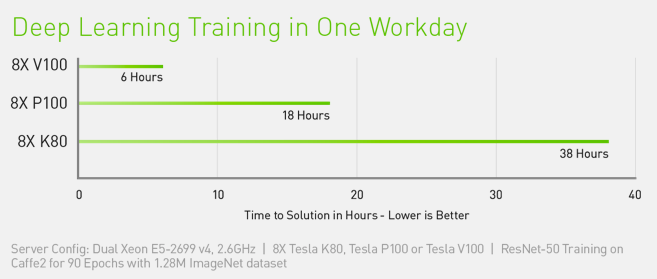 Deep Learning Training in One Workday
8X V100
6 Hours
8X P100
18 Hours
8X K80
38 Hours
0 10 20 30 40
Time to Solution in Hours - Lower is Better
Server Config: Dual Xeon E5-2699 v4, 2.6GHz | 8X Tesla K80, Tesla P100 or Tesla V100 | ResNet-50 Training on
Caffe2 for 90 Epochs with 1.28M ImageNet dataset